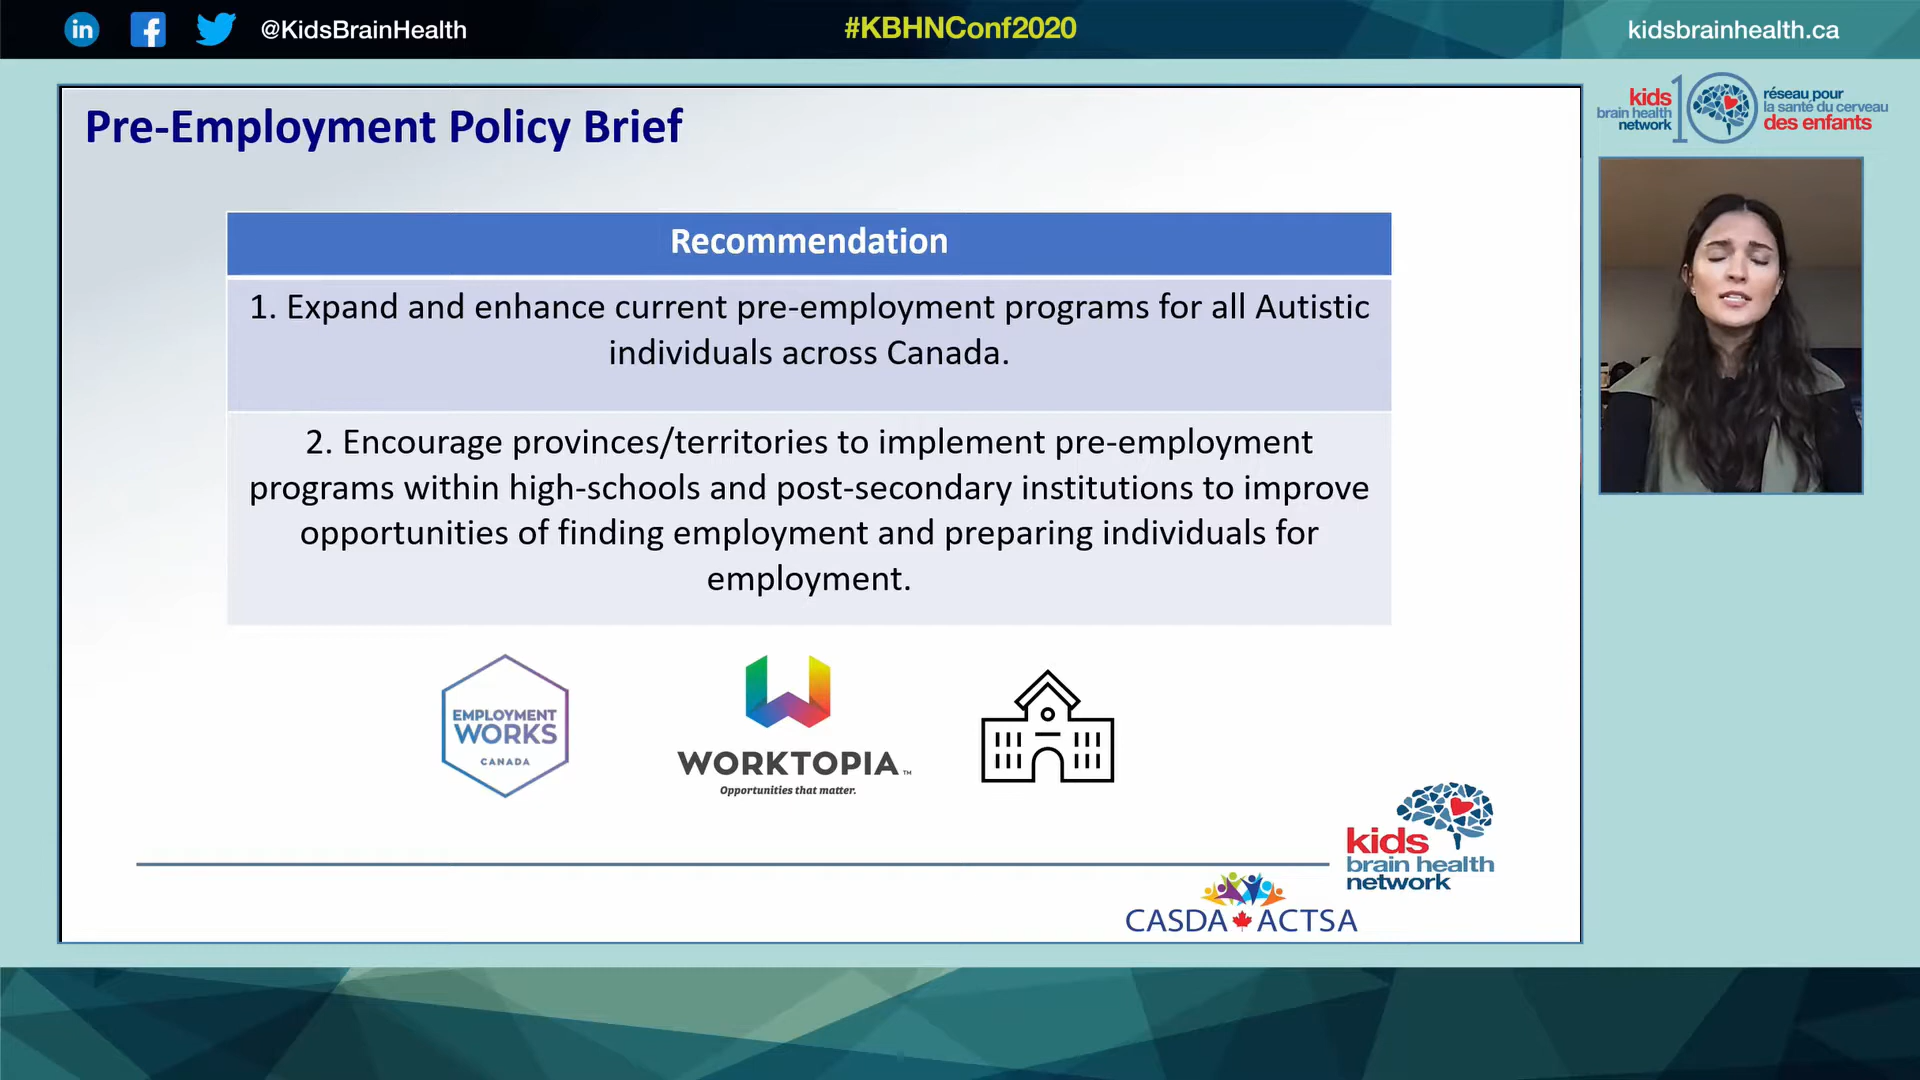 @KidsBrainHealth
#KBHNConf2020
kidsbrainhealth.ca
kids
brain health
network
10
réseau pour
la santé du cerveau
des enfants
Pre-Employment Policy Brief
Recommendation
1. Expand and enhance current pre-employment programs for all Autistic
individuals across Canada.
2. Encourage provinces/territories to implement pre-employment
programs within high-schools and post-secondary institutions to improve
opportunities of finding employment and preparing individuals for
employment.
EMPLOYMENT
WORKS
CANADA
WORKTOPIA™
Opportunities that matter.
kids
brain health
network
CASDA ACTSA